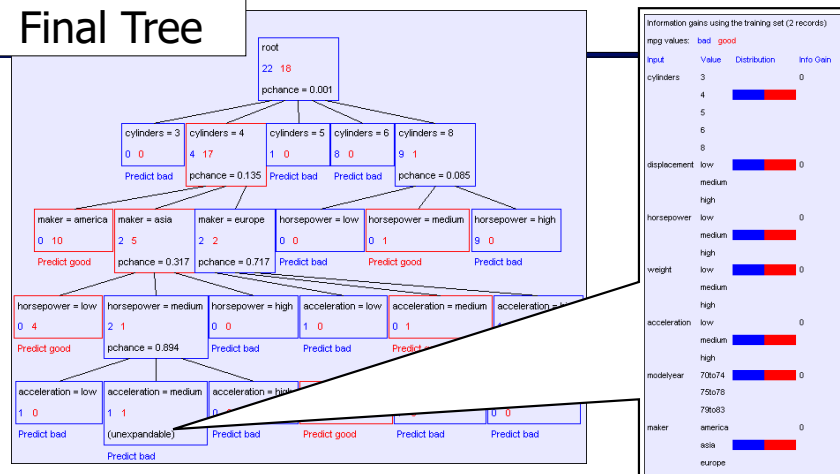 Final Tree
root
22 18
pchance = 0.001
cylinders = 3 cylinders = 4 cylinders = 5 cylinders = 6 cylinders = 8
0 0 4 17 1 0 8 0 9 1
Predict bad pchance = 0.135 Predict bad Predict bad pchance = 0.085
maker = america maker = asia maker = europe horsepower = low horsepower = medium horsepower = high
0 10 2 5 2 2 0 0 0 1 9 0
Predict good pchance = 0.317 pchance = 0.717 Predict bad Predict good Predict bad
horsepower = low horsepower = medium horsepower = high acceleration = low acceleration = medium acceleration =
0 4 2 1 0 0 1 0 0 1
Predict good pchance = 0.894 Predict bad Predict bad Predict
acceleration = low acceleration = medium acceleration = high
1 0 1 1 0 0
Predict bad (unexpandable) Predict bad Predict good Predict bad Predict bad
Predict bad
Information gains using the training set (2 records)
mpg values: bad good
Input Value Distribution Info Gain
cylinders 3 0
4
5
6
8
displacement low 0
medium
high
horsepower low 0
medium
high
weight low 0
medium
high
acceleration low 0
medium
high
modelyear 70to74 0
75to78
79to83
maker america 0
asia
europe